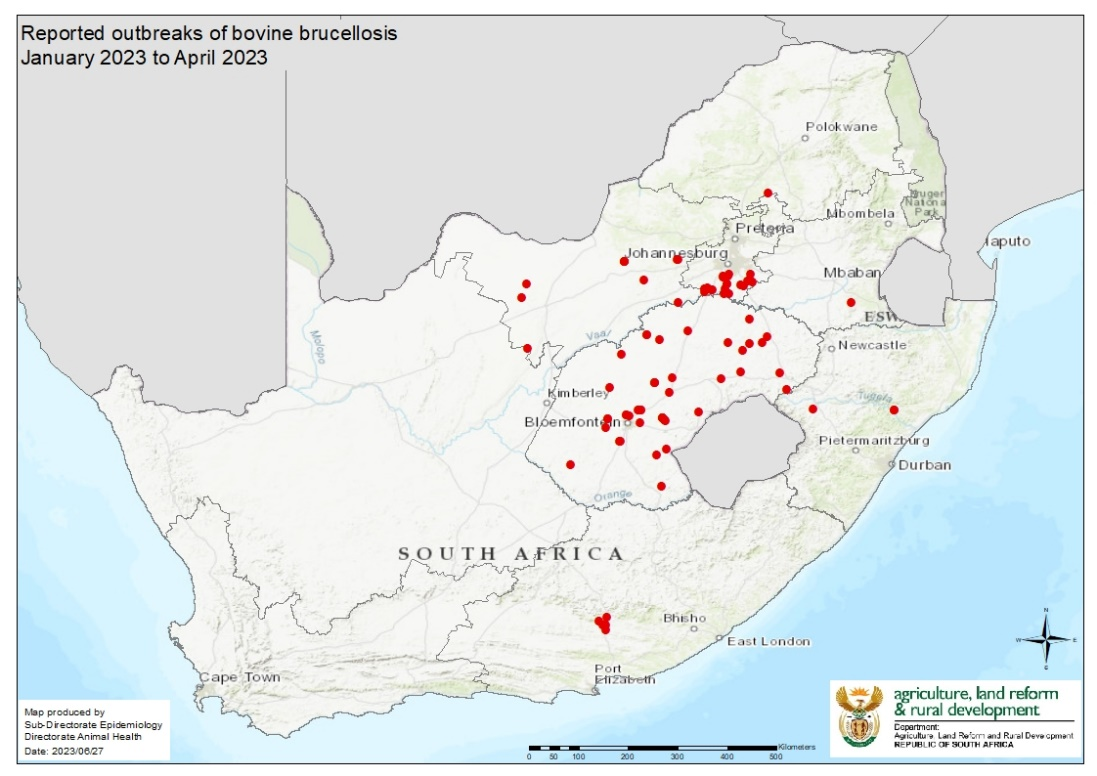 Reported outbreaks of bovine brucellosis
January 2023 to April 2023
Polokwane
Kruger
National
Park
Mbombela
Pretoria
Johannesburg
Maputo
Mbaban
ESW
Molopo
Vaal
Newcastle
Kimberley
Tugela
Bloemfontein
Pietermaritzburg
Durban
Orange
SOUTH AFRICA
Bhisho
East London
Port
Elizabeth
Cape Town
N
W
E
S
Map produced by
Sub-Directorate Epidemiology
Directorate Animal Health
Date: 2023/06/27
0 50 100 200 300 400 500
Kilometers
agriculture, land reform
& rural development
Department:
Agriculture, Land Reform and Rural Development
REPUBLIC OF SOUTH AFRICA